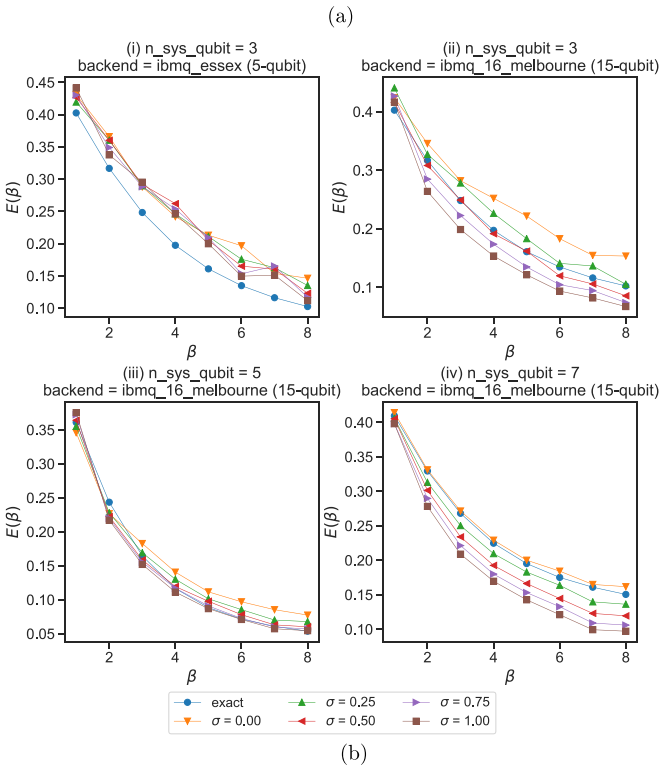 (a)
(i) n_sys_qubit = 3
backend = ibmq_essex (5-qubit)
0.45
0.40
0.35
0.30
0.25
0.20
0.15
0.10
E(β)
2 4 6 8
β
(ii) n_sys_qubit = 3
backend = ibmq_16_melbourne (15-qubit)
0.4
0.3
0.2
0.1
E(β)
2 4 6 8
β
(iii) n_sys_qubit = 5
backend = ibmq_16_melbourne (15-qubit)
0.35
0.30
0.25
0.20
0.15
0.10
0.05
E(β)
2 4 6 8
β
(iv) n_sys_qubit = 7
backend = ibmq_16_melbourne (15-qubit)
0.40
0.35
0.30
0.25
0.20
0.15
0.10
E(β)
2 4 6 8
β
exact σ = 0.25 σ = 0.75
σ = 0.00 σ = 0.50 σ = 1.00
(b)